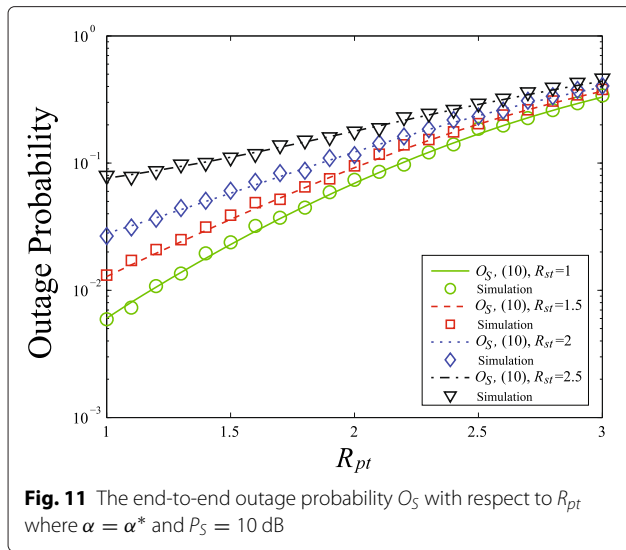 10⁰
10⁻¹
10⁻²
10⁻³
Outage Probability
1
1.5
2
2.5
3
R_pt
O_S, (10), R_st=1
Simulation
O_S, (10), R_st=1.5
Simulation
O_S, (10), R_st=2
Simulation
O_S, (10), R_st=2.5
Simulation
Fig. 11 The end-to-end outage probability O_S with respect to R_pt
where α = α* and P_S = 10 dB